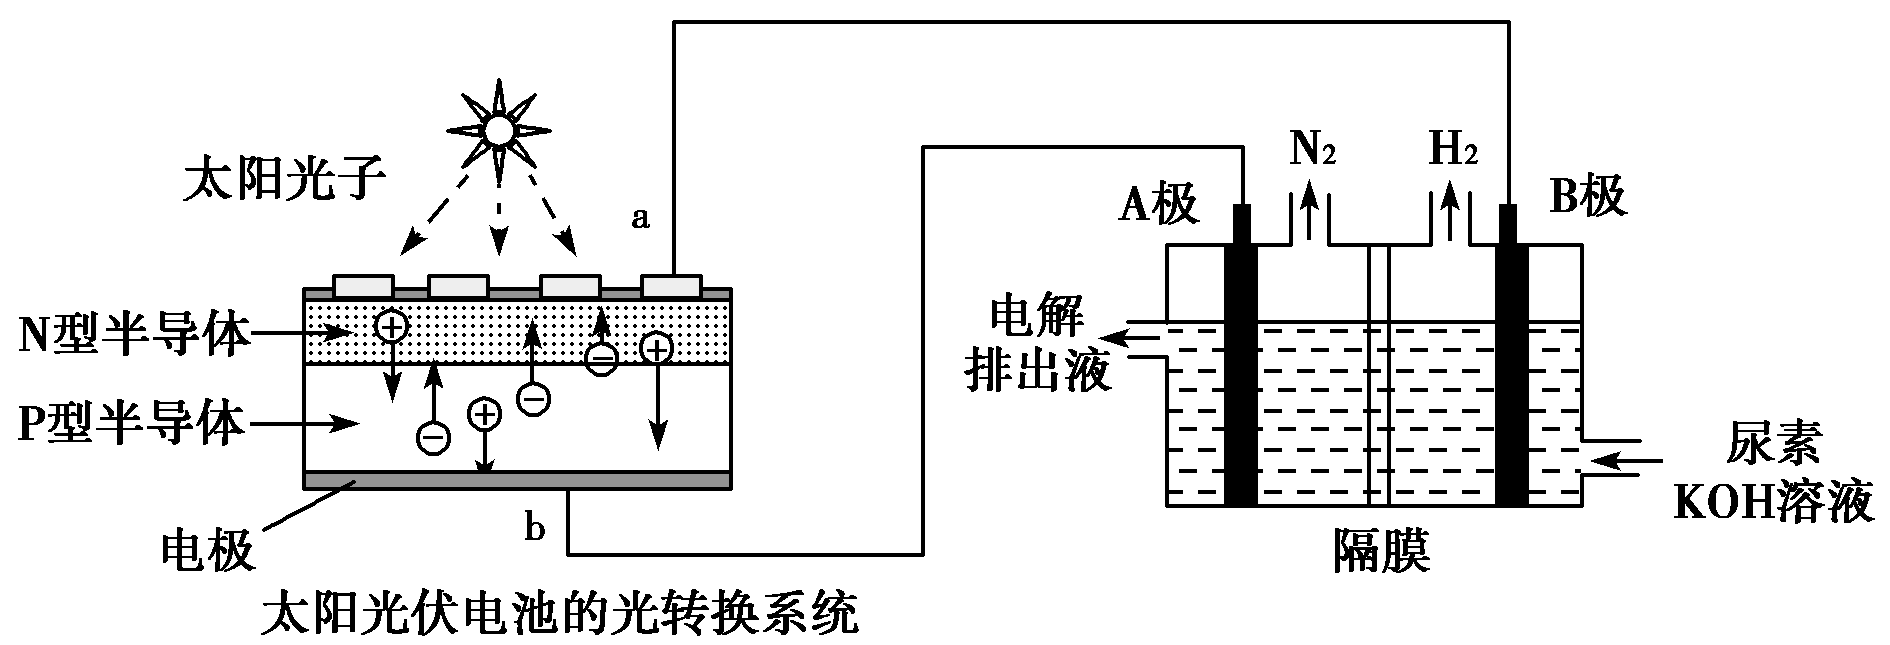 太阳光子
a
N型半导体
P型半导体
电极
b
太阳光伏电池的光转换系统
N₂
H₂
A极
B极
电解
排出液
尿素
KOH溶液
隔膜